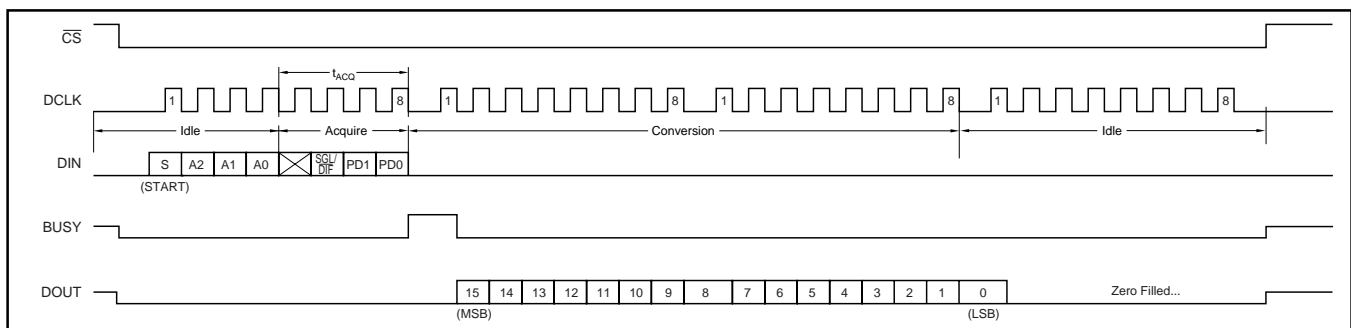 CS
tACQ
DCLK 1 8 1 8 1 8 1 8
Idle Acquire Conversion Idle
DIN S A2 A1 A0 SGL/DIF PD1 PD0
(START)
BUSY
DOUT 15 14 13 12 11 10 9 8 7 6 5 4 3 2 1 0 Zero Filled...
(MSB) (LSB)